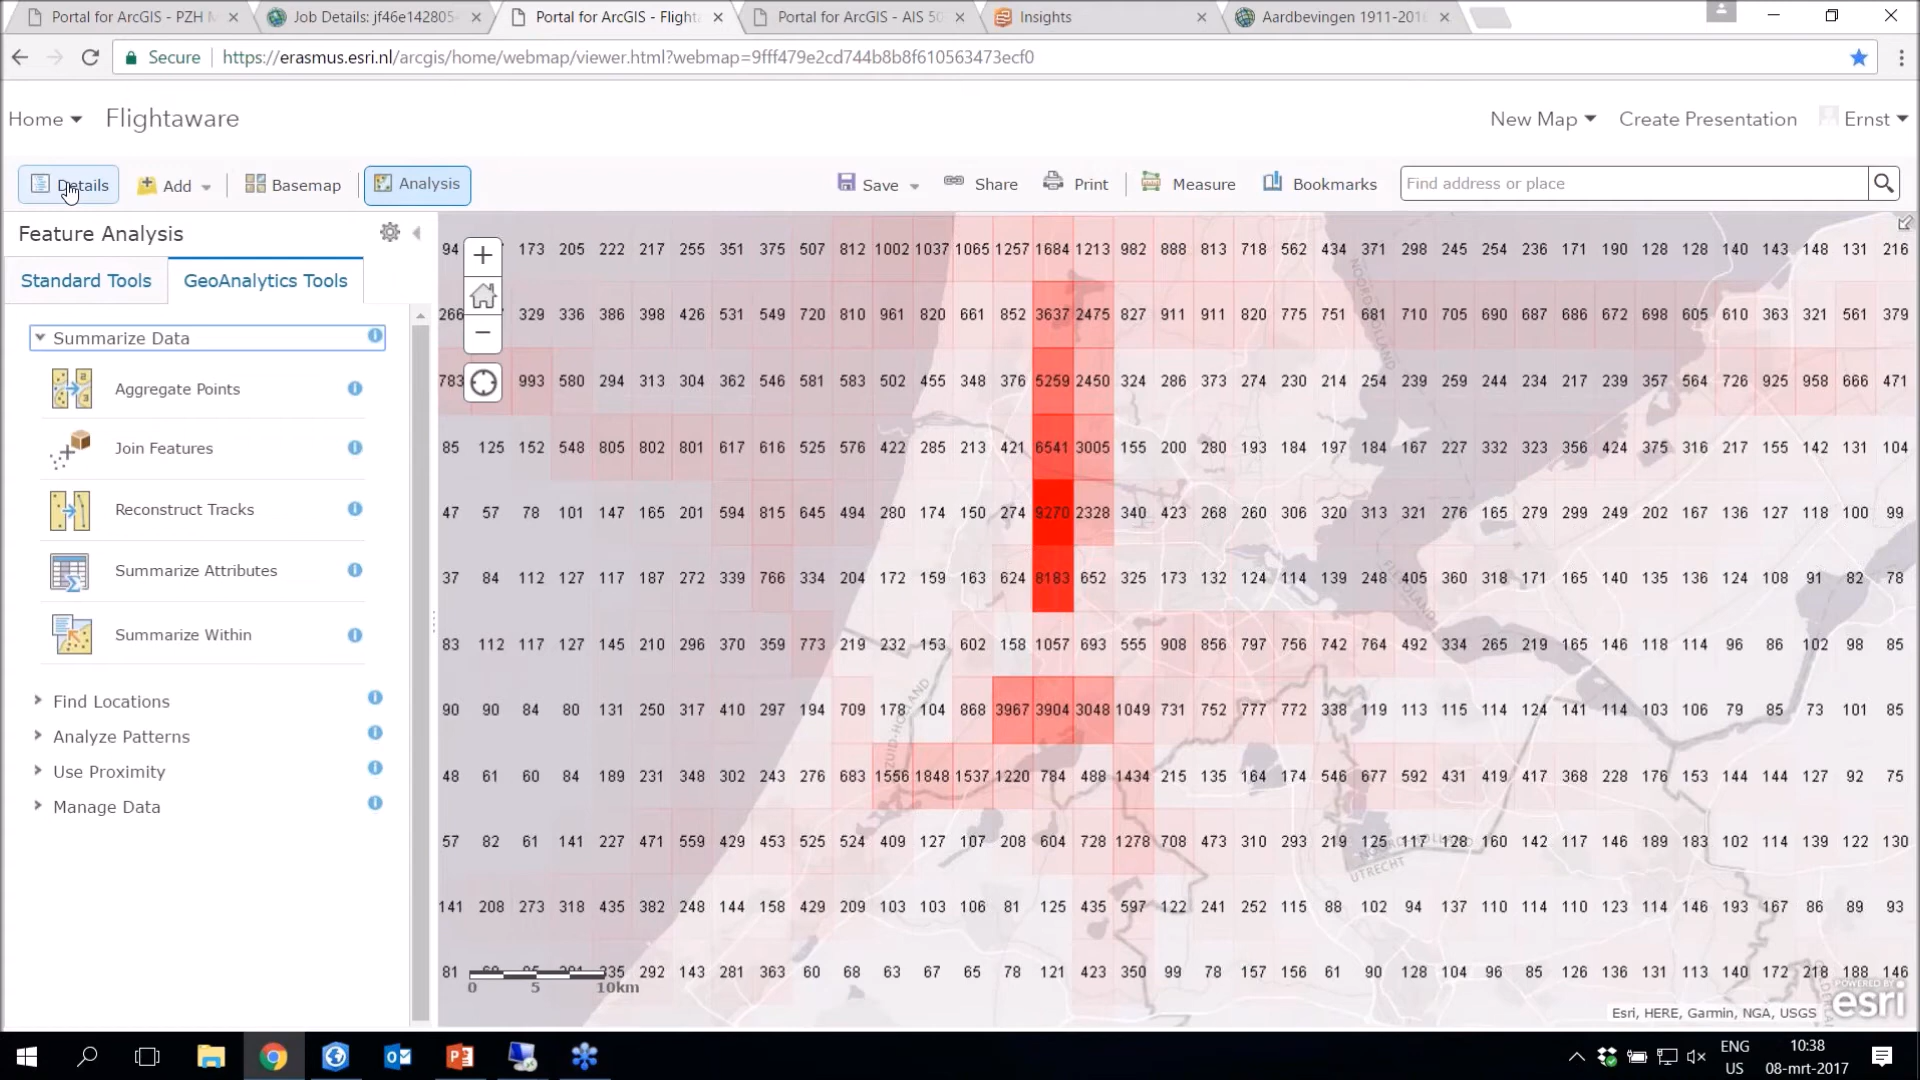 Portal for ArcGIS - PZH M
Job Details: jf46e142805
Portal for ArcGIS - Flight
Portal for ArcGIS - AIS 50
Insights
Aardbevingen 1911-201
Secure https://erasmus.esri.nl/arcgis/home/webmap/viewer.html?webmap=9fff479e2cd744b8b8f610563473ecf0
Home Flightaware
New Map Create Presentation Ernst
Details Add Basemap Analysis Save Share Print Measure Bookmarks Find address or place
Feature Analysis
Standard Tools GeoAnalytics Tools
Summarize Data
Aggregate Points
Join Features
Reconstruct Tracks
Summarize Attributes
Summarize Within
Find Locations
Analyze Patterns
Use Proximity
Manage Data
94 173 205 222 217 255 351 375 507 812 1002 1037 1065 1257 1684 1213 982 888 813 718 562 434 371 298 245 254 236 171 190 128 128 140 143 148 131 216
266 329 336 386 398 426 531 549 720 810 961 820 661 852 3637 2475 827 911 911 820 775 751 681 710 705 690 687 686 672 698 605 610 363 321 561 379
783 993 580 294 313 304 362 546 581 583 502 455 348 376 5259 2450 324 286 373 274 230 214 254 239 259 244 234 217 239 357 564 726 925 958 666 471
85 125 152 548 805 802 801 617 616 525 576 422 285 213 421 6541 3005 155 200 280 193 184 197 184 167 227 332 323 356 424 375 316 217 155 142 131 104
47 57 78 101 147 165 201 594 815 645 494 280 174 150 274 9270 2328 340 423 268 260 306 320 313 321 276 165 279 299 249 202 167 136 127 118 100 99
37 84 112 127 117 187 272 339 766 334 204 172 159 163 624 8183 652 325 173 132 124 114 139 248 405 360 318 171 165 140 135 136 124 108 91 82 78
83 112 117 127 145 210 296 370 359 773 219 232 153 602 158 1057 693 555 908 856 797 756 742 764 492 334 265 219 165 146 118 114 96 86 102 98 85
90 90 84 80 131 250 317 410 297 194 709 178 104 868 3967 3904 3048 1049 731 752 777 772 338 119 113 115 114 124 141 114 103 106 79 85 73 101 85
48 61 60 84 189 231 348 302 243 276 683 1556 1848 1537 1220 784 488 1434 215 135 164 174 546 677 592 431 419 417 368 228 176 153 144 144 127 92 75
57 82 61 141 227 471 559 429 453 525 524 409 127 107 208 604 728 1278 708 473 310 293 219 125 117 128 160 142 117 146 189 183 102 114 139 122 130
141 208 273 318 435 382 248 144 158 429 209 103 103 106 81 125 435 597 122 241 252 115 88 102 94 137 110 114 110 123 114 146 193 167 86 89 93
81 292 143 281 363 60 68 63 67 65 78 121 423 350 99 78 157 156 61 90 128 104 96 85 126 136 131 113 140 172 218 188 146
NOORD-HOLLAND
FLEVOLAND
ZUID-HOLLAND
NOORD-HOLLAND
UTRECHT
0 5 10km
POWERED BY
esri
Esri, HERE, Garmin, NGA, USGS
ENG
US
10:38
08-mrt-2017